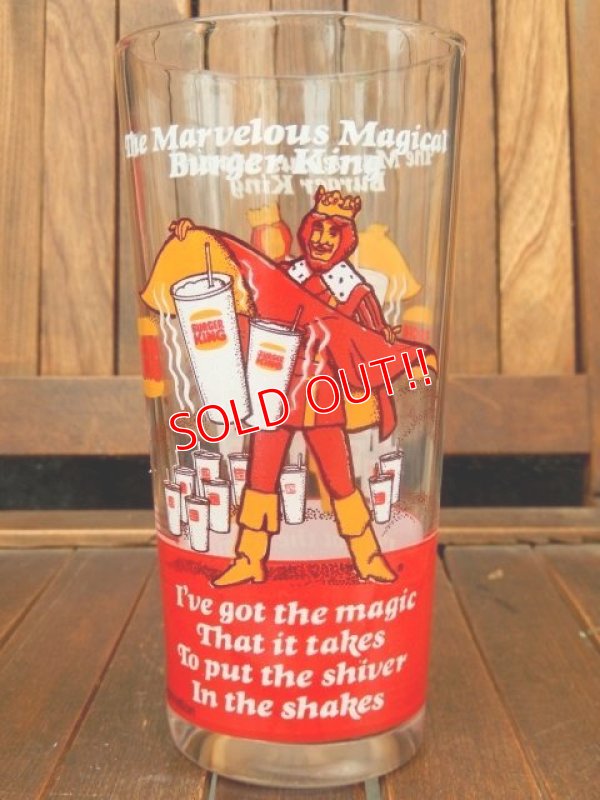 The Marvelous Magical
Burger King
BURGER
KING
BURGER
KING
SOLD OUT!!
I've got the magic
That it takes
To put the shiver
In the shakes